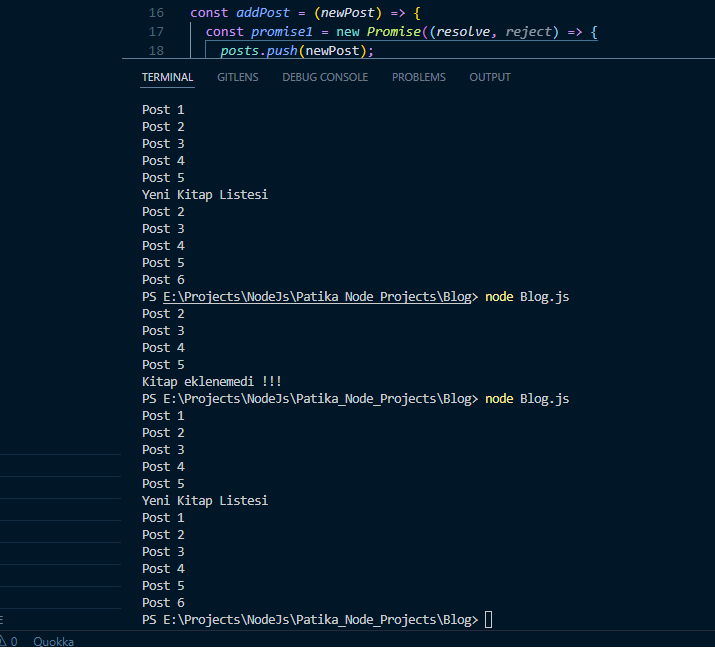 16 const addPost = (newPost) => {
17 const promise1 = new Promise((resolve, reject) => {
18 posts.push(newPost);
TERMINAL GITLENS DEBUG CONSOLE PROBLEMS OUTPUT
Post 1
Post 2
Post 3
Post 4
Post 5
Yeni Kitap Listesi
Post 2
Post 3
Post 4
Post 5
Post 6
PS E:\Projects\NodeJs\Patika_Node_Projects\Blog> node Blog.js
Post 2
Post 3
Post 4
Post 5
Kitap eklenemedi !!!
PS E:\Projects\NodeJs\Patika_Node_Projects\Blog> node Blog.js
Post 1
Post 2
Post 3
Post 4
Post 5
Yeni Kitap Listesi
Post 1
Post 2
Post 3
Post 4
Post 5
Post 6
PS E:\Projects\NodeJs\Patika_Node_Projects\Blog>
0 Quokka